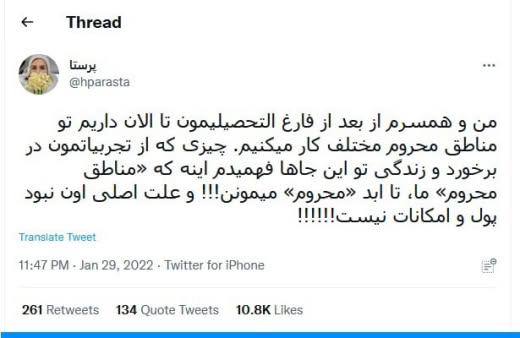 Thread
پرستا
@hparasta
من و همسرم از بعد از فارغ التحصیلیمون تا الان داریم تو
مناطق محروم مختلف کار میکنیم. چیزی که از تجربیاتمون در
برخورد و زندگی تو این جاها فهمیدم اینه که «مناطق
محروم» ما، تا ابد «محروم» میمونن!!! و علت اصلی اون نبود
پول و امکانات نیست!!!!!!
Translate Tweet
11:47 PM · Jan 29, 2022 · Twitter for iPhone
261 Retweets 134 Quote Tweets 10.8K Likes